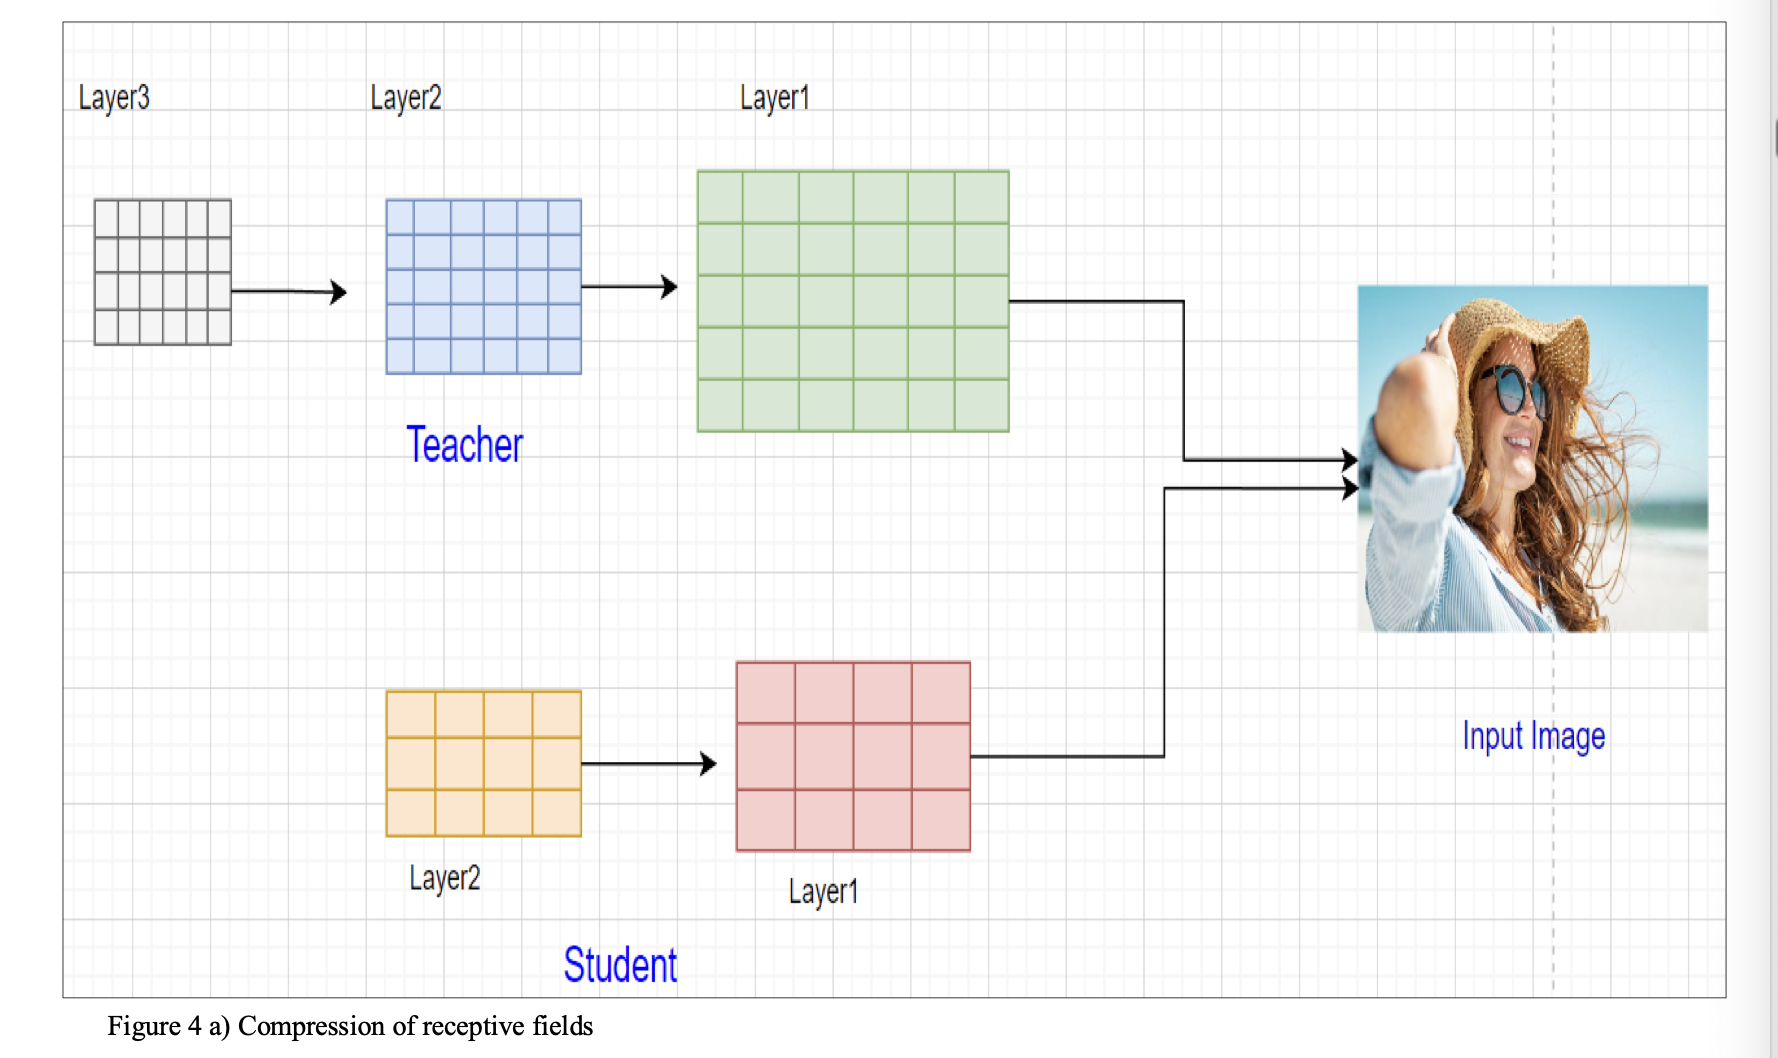 Layer3
Layer2
Layer1
Teacher
Input Image
Layer2
Layer1
Student
Figure 4 a) Compression of receptive fields